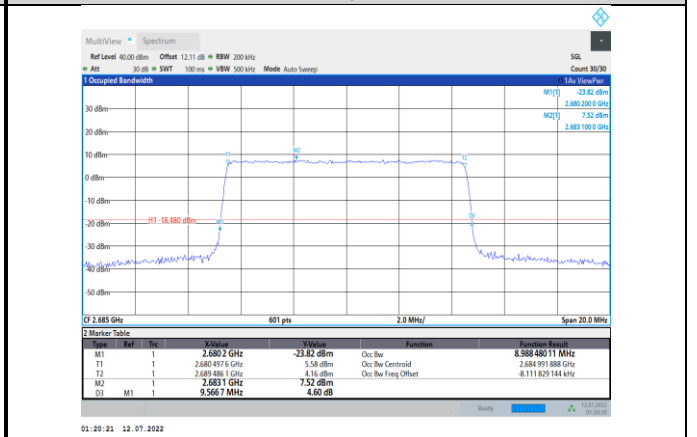 MultiView Spectrum
Ref Level 40.00 dBm Offset 12.11 dB RBW 200 kHz SGL
Att 30 dB SWT 100 ms VBW 500 kHz Mode Auto Sweep Count 30/30
1 Occupied Bandwidth 1Av ViewPwr
M1[1] -23.82 dBm
2.680 200 0 GHz
M2[1] 7.52 dBm
2.683 100 0 GHz
30 dBm
20 dBm
10 dBm
T1 M2 T2
0 dBm
-10 dBm
-20 dBm H1 -18.480 dBm M1 D3
-30 dBm
-40 dBm
-50 dBm
CF 2.685 GHz 601 pts 2.0 MHz/ Span 20.0 MHz
2 Marker Table
Type Ref Trc X-Value Y-Value Function Function Result
M1 1 2.680 2 GHz -23.82 dBm Occ Bw 8.988 480 11 MHz
T1 1 2.680 497 6 GHz 5.58 dBm Occ Bw Centroid 2.684 991 888 GHz
T2 1 2.689 486 1 GHz 4.16 dBm Occ Bw Freq Offset -8.111 829 144 kHz
M2 1 2.683 1 GHz 7.52 dBm
D3 M1 1 9.566 7 MHz 4.60 dB
Ready
01:20:20
01:20:21 12.07.2022